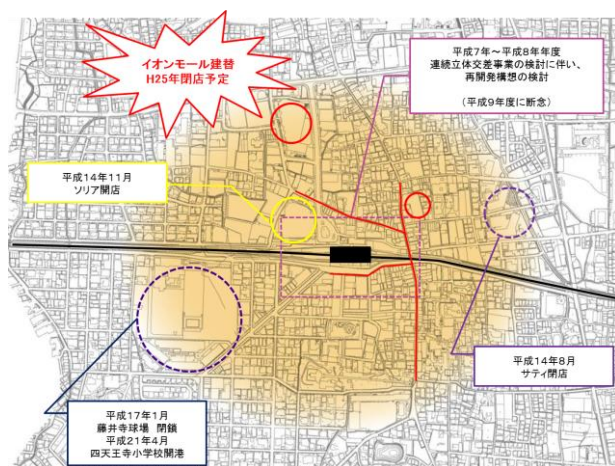 イオンモール建替
H25年閉店予定
平成7年～平成8年年度
連続立体交差事業の検討に伴い、
再開発構想の検討
(平成9年度に断念)
平成14年11月
ソリア開店
平成14年8月
サティ閉店
平成17年1月
藤井寺球場 閉鎖
平成21年4月
四天王寺小学校開港